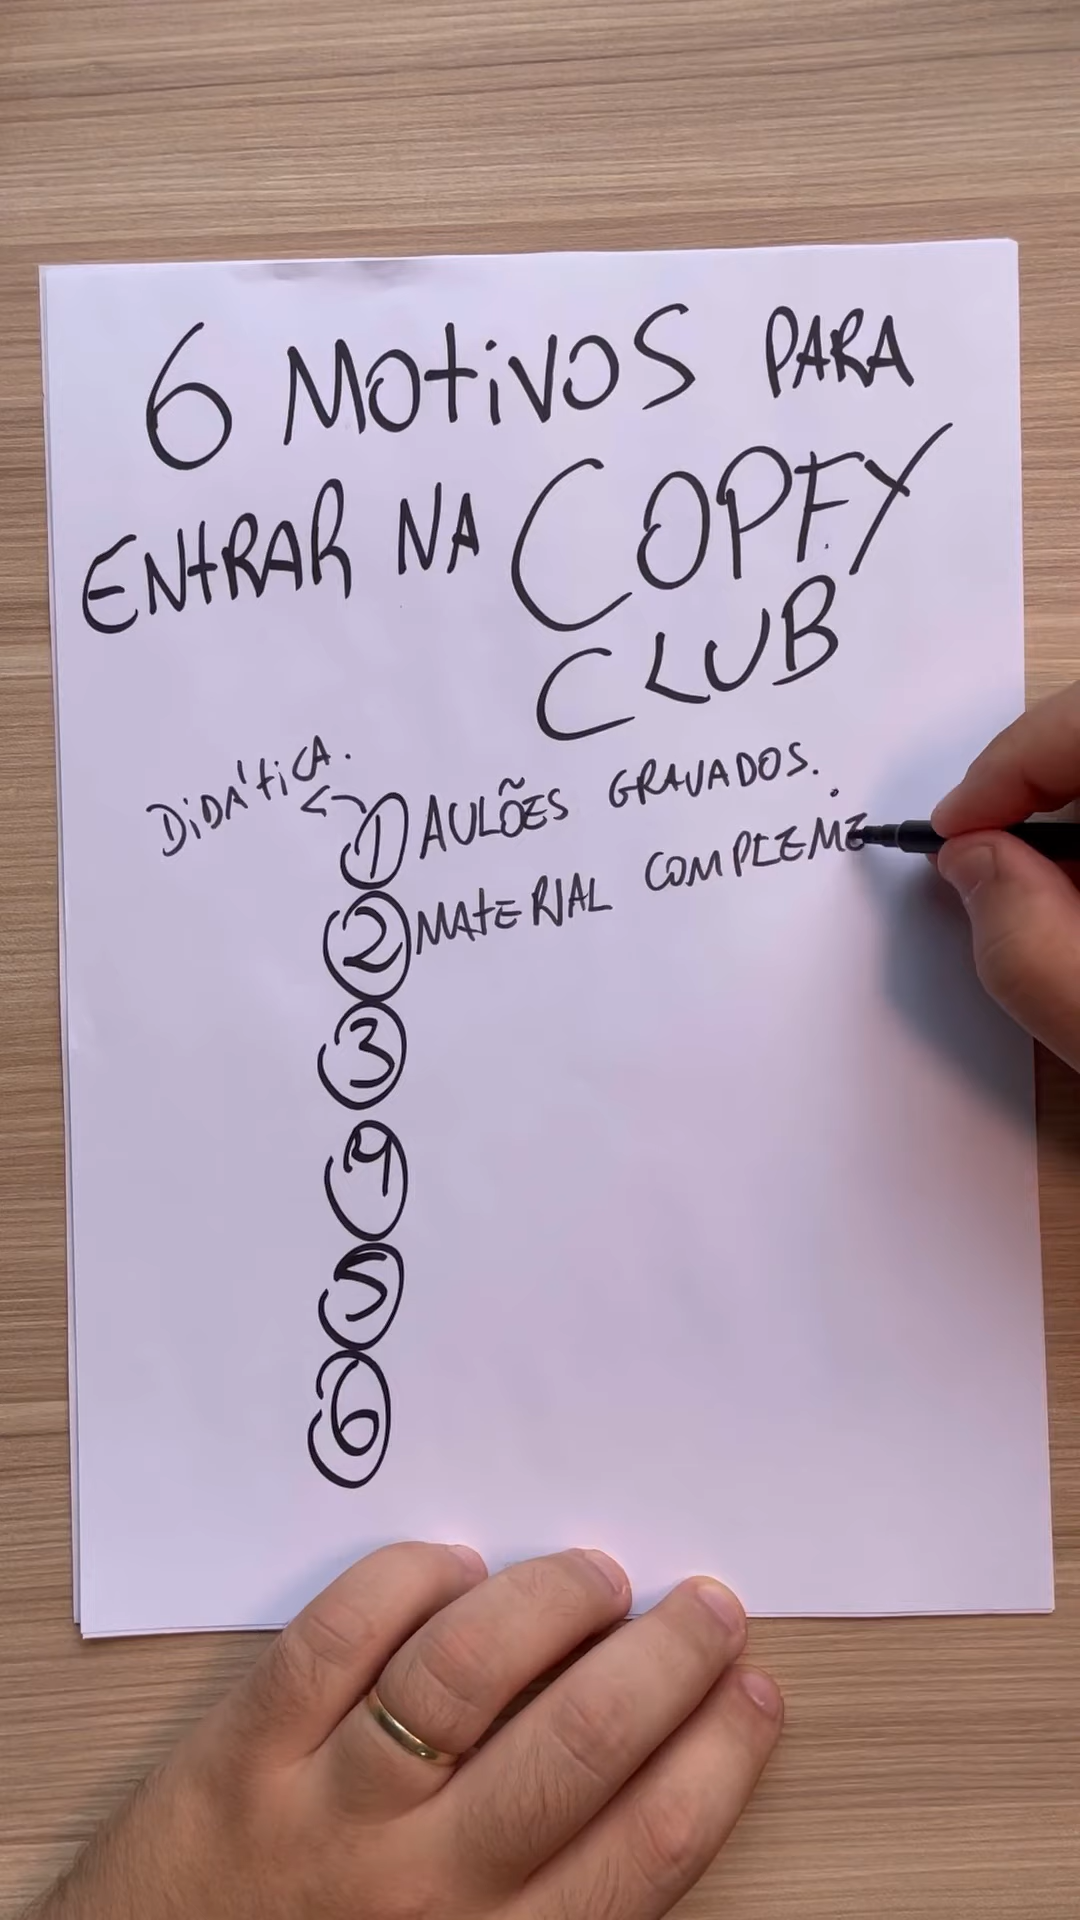 6 MOTIVOS PARA
ENTRAR NA COPFY
CLUB
DIDÁTICA.
1 AULÕES GRAVADOS.
2 MATERIAL COMPLEME
3
4
5
6